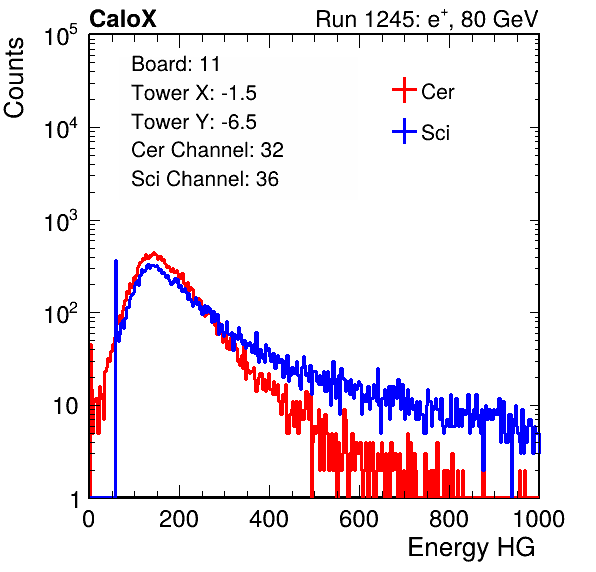 CaloX Run 1245: e⁺, 80 GeV
Counts
10⁵
10⁴
10³
10²
10
1
Board: 11
Tower X: -1.5
Tower Y: -6.5
Cer Channel: 32
Sci Channel: 36
Cer
Sci
0 200 400 600 800 1000
Energy HG